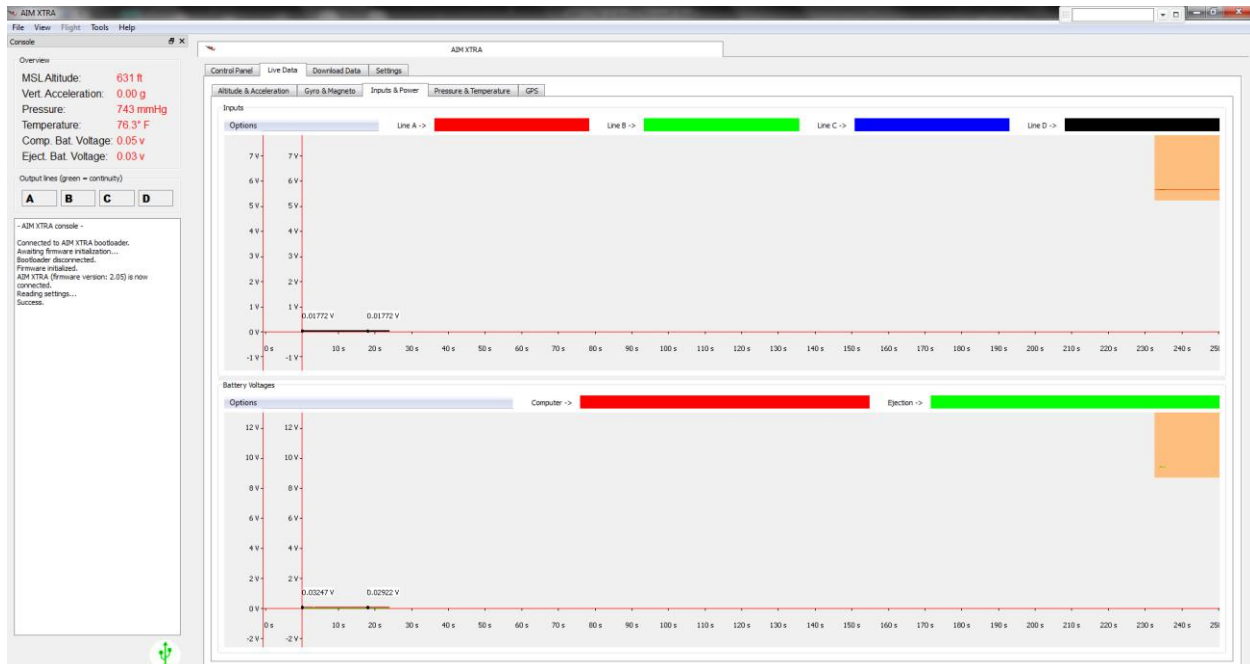 AIM XTRA
File View Flight Tools Help
Console
Overview
MSL Altitude: 631 ft
Vert. Acceleration: 0.00 g
Pressure: 743 mmHg
Temperature: 76.3° F
Comp. Bat. Voltage: 0.05 v
Eject. Bat. Voltage: 0.03 v
Output lines (green = continuity)
A B C D
- AIM XTRA console -
Connected to AIM XTRA bootloader.
Awaiting firmware initialization...
Bootloader disconnected.
Firmware initialized.
AIM XTRA (firmware version: 2.05) is now
connected.
Reading settings...
Success.
AIM XTRA
Control Panel Live Data Download Data Settings
Altitude & Acceleration Gyro & Magneto Inputs & Power Pressure & Temperature GPS
Inputs
Options Line A -> Line B -> Line C -> Line D ->
7 V 7 V
6 V 6 V
5 V 5 V
4 V 4 V
3 V 3 V
2 V 2 V
1 V 1 V
0.01772 V 0.01772 V
0 V
0 s 10 s 20 s 30 s 40 s 50 s 60 s 70 s 80 s 90 s 100 s 110 s 120 s 130 s 140 s 150 s 160 s 170 s 180 s 190 s 200 s 210 s 220 s 230 s 240 s
-1 V -1 V
Battery Voltages
Options Computer -> Ejection ->
12 V 12 V
10 V 10 V
8 V 8 V
6 V 6 V
4 V 4 V
2 V 2 V
0.03247 V 0.02922 V
0 V
0 s 10 s 20 s 30 s 40 s 50 s 60 s 70 s 80 s 90 s 100 s 110 s 120 s 130 s 140 s 150 s 160 s 170 s 180 s 190 s 200 s 210 s 220 s 230 s 240 s
-2 V -2 V